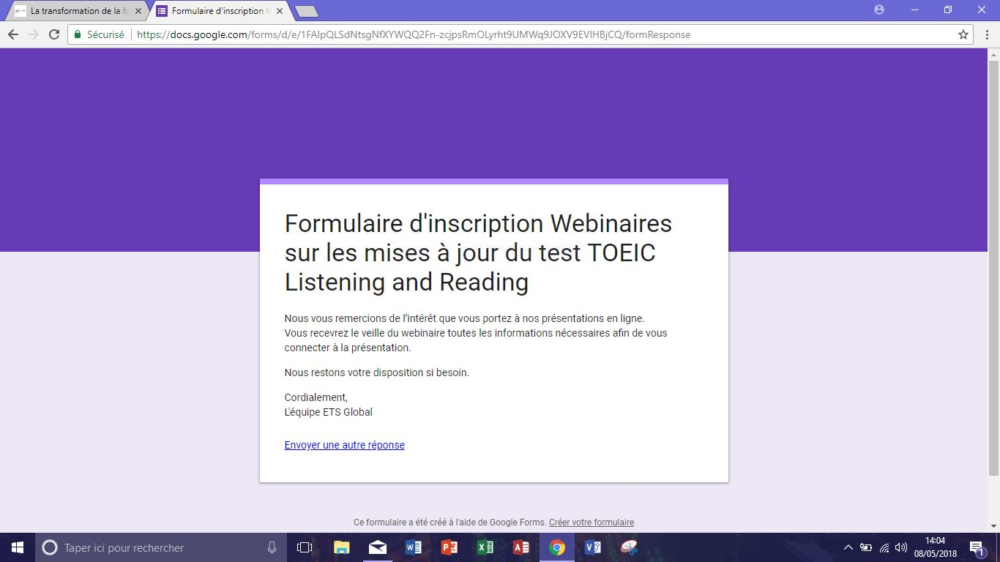 La transformation de la fo
Formulaire d'inscription W
Sécurisé
https://docs.google.com/forms/d/e/1FAIpQLSdNtsgNfXYWQQ2Fn-zcjpsRmOLyrht9UMWq9JOXV9EVlHBjCQ/formResponse
Formulaire d'inscription Webinaires
sur les mises à jour du test TOEIC
Listening and Reading
Nous vous remercions de l’intérêt que vous portez à nos présentations en ligne.
Vous recevrez le veille du webinaire toutes les informations nécessaires afin de vous
connecter à la présentation.
Nous restons votre disposition si besoin.
Cordialement,
L'équipe ETS Global
Envoyer une autre réponse
Ce formulaire a été créé à l'aide de Google Forms. Créer votre formulaire
Taper ici pour rechercher
14:04
08/05/2018
1